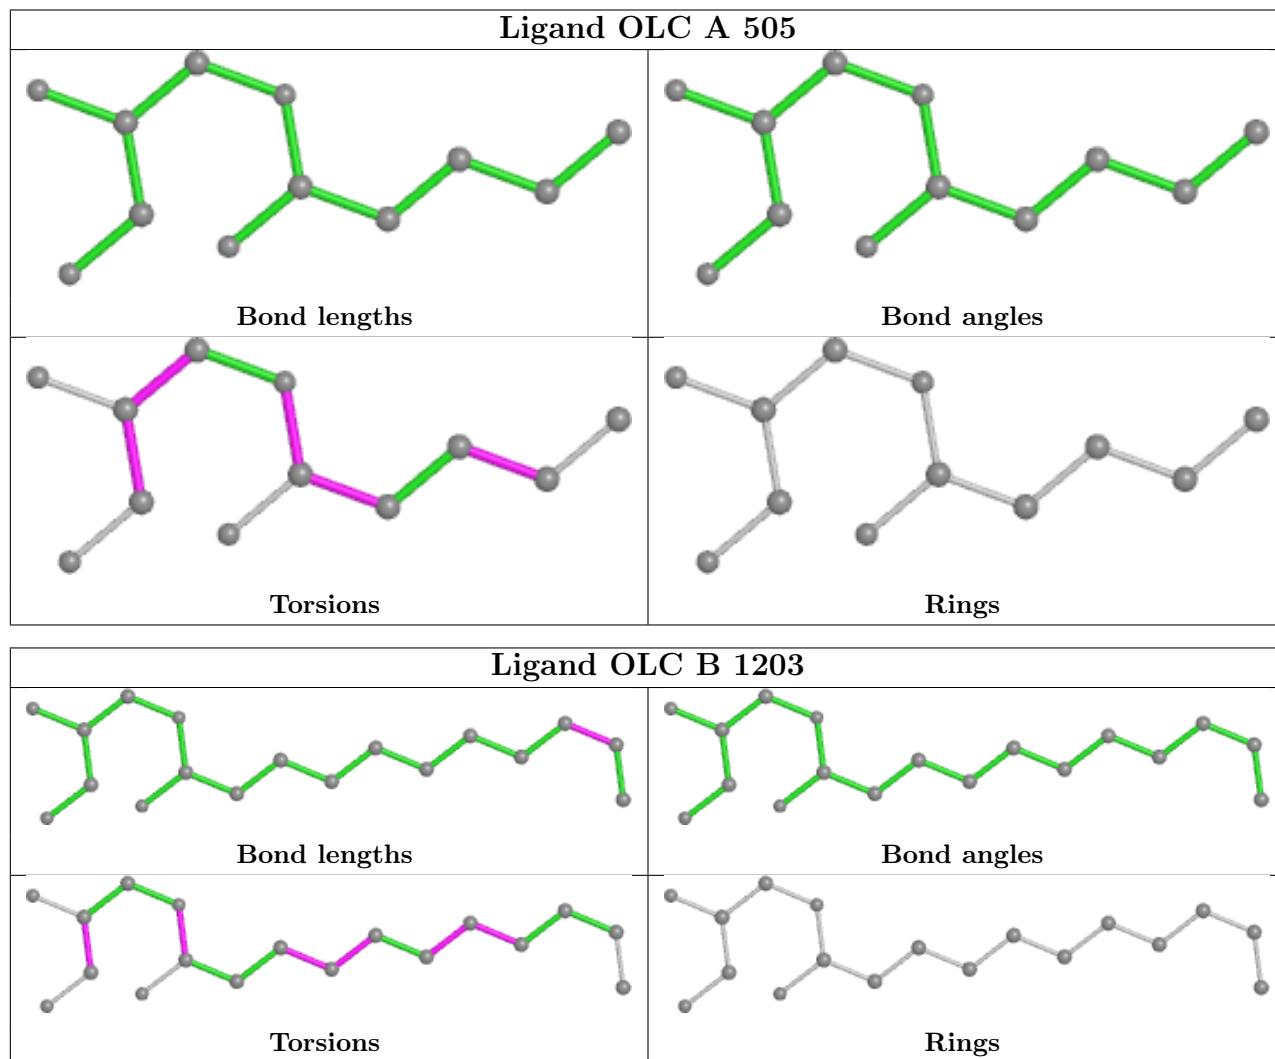 Ligand OLC A 505
Bond lengths
Bond angles
Torsions
Rings
Ligand OLC B 1203
Bond lengths
Bond angles
Torsions
Rings